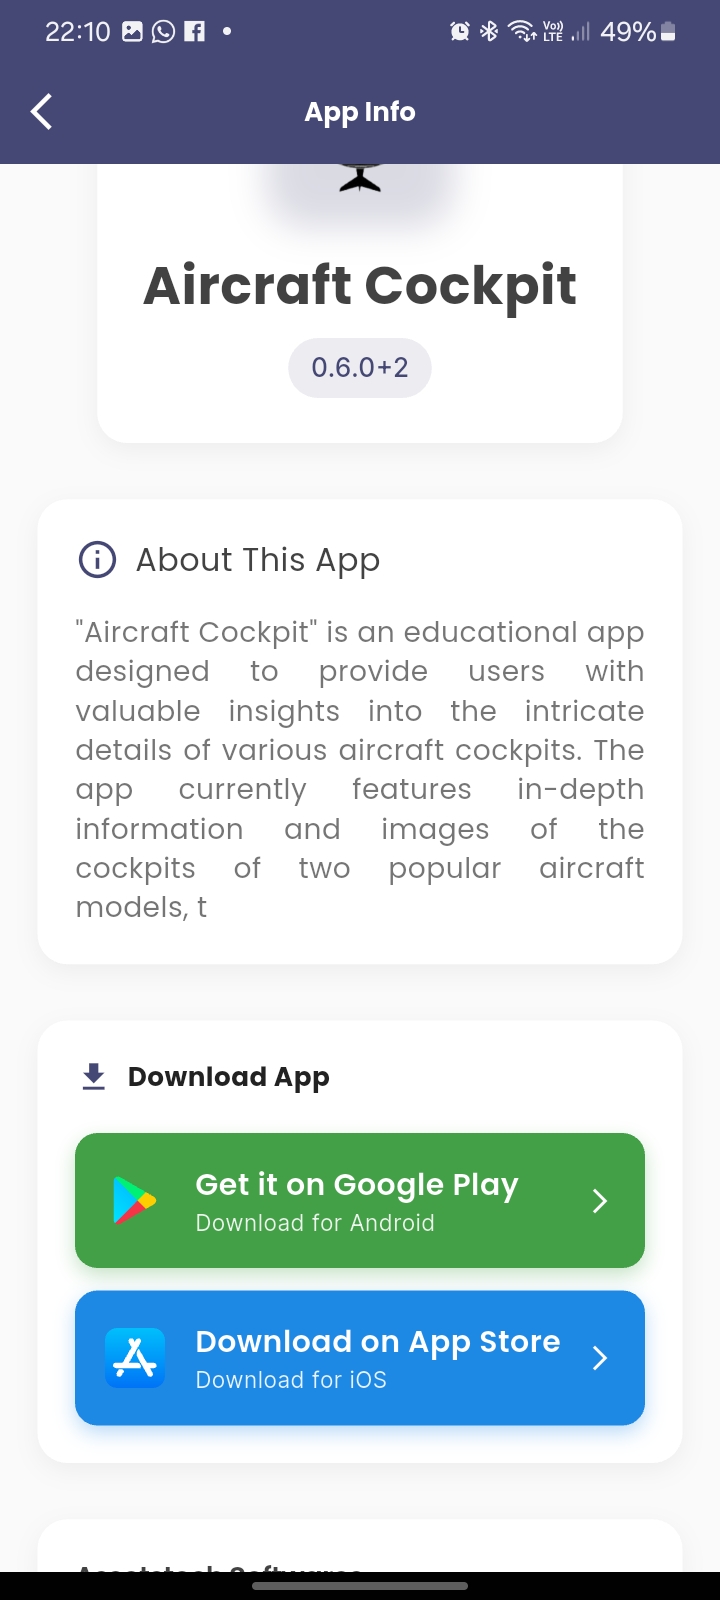 22:10
Vo))
LTE
49%
App Info
Aircraft Cockpit
0.6.0+2
About This App
"Aircraft Cockpit" is an educational app
designed to provide users with
valuable insights into the intricate
details of various aircraft cockpits. The
app currently features in-depth
information and images of the
cockpits of two popular aircraft
models, t
Download App
Get it on Google Play
Download for Android
Download on App Store
Download for iOS